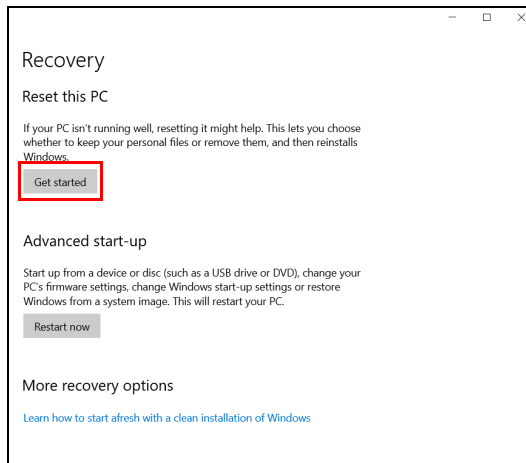 Recovery
Reset this PC
If your PC isn't running well, resetting it might help. This lets you choose
whether to keep your personal files or remove them, and then reinstalls
Windows.
Get started
Advanced start-up
Start up from a device or disc (such as a USB drive or DVD), change your
PC's firmware settings, change Windows start-up settings or restore
Windows from a system image. This will restart your PC.
Restart now
More recovery options
Learn how to start afresh with a clean installation of Windows